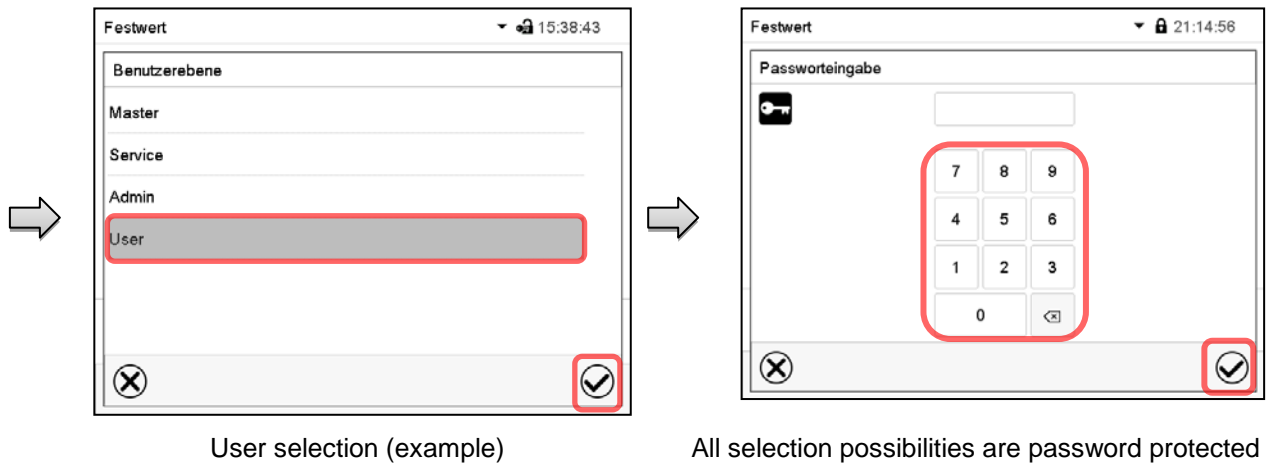 Festwert 15:38:43
Benutzerebene
Master
Service
Admin
User
User selection (example)
Festwert 21:14:56
Passworteingabe
7 8 9
4 5 6
1 2 3
0
All selection possibilities are password protected